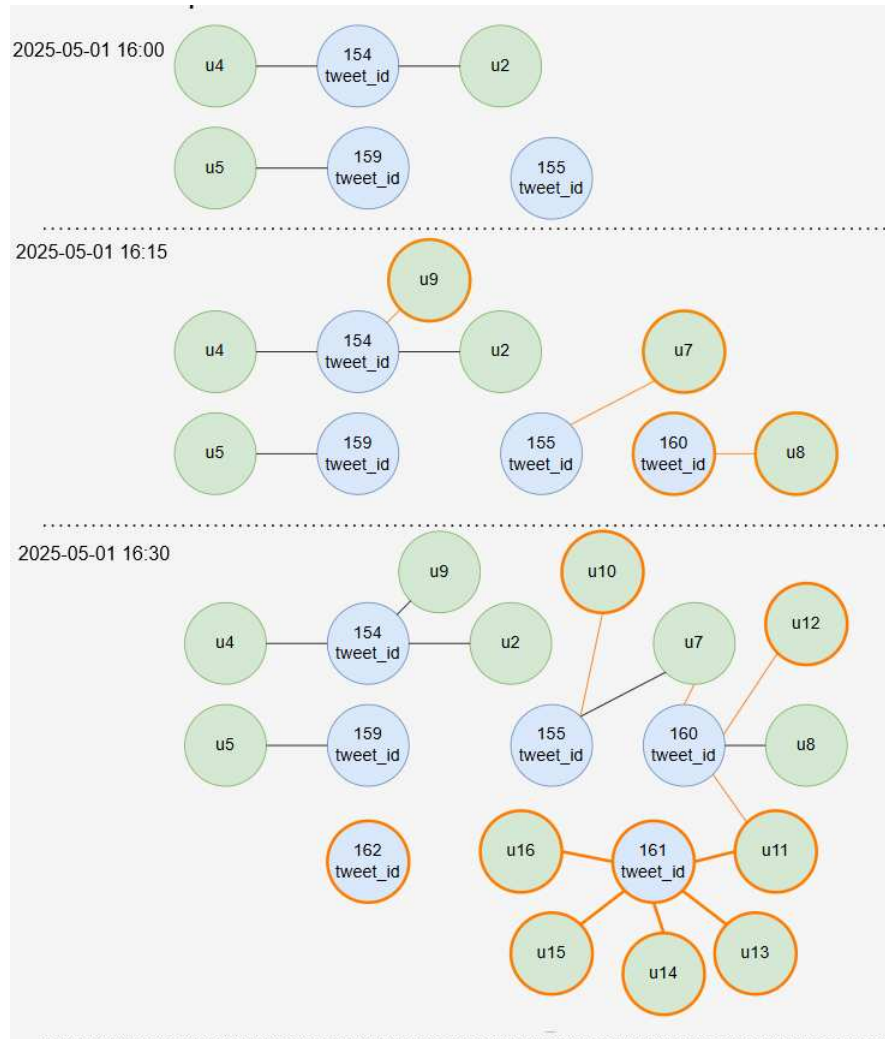 2025-05-01 16:00
u4
154
tweet_id
u2
u5
159
tweet_id
155
tweet_id
2025-05-01 16:15
u9
u4
154
tweet_id
u2
u7
u5
159
tweet_id
155
tweet_id
160
tweet_id
u8
2025-05-01 16:30
u9
u10
u4
154
tweet_id
u2
u7
u12
u5
159
tweet_id
155
tweet_id
160
tweet_id
u8
162
tweet_id
u16
161
tweet_id
u11
u15
u14
u13